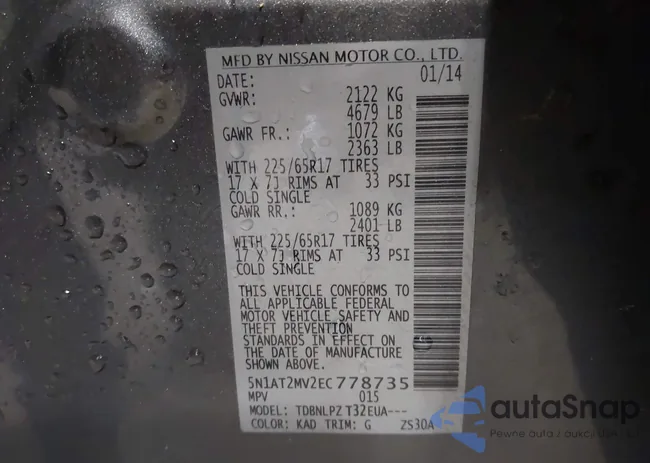 MFD BY NISSAN MOTOR CO., LTD.
DATE: 01/14
GVWR: 2122 KG
4679 LB
GAWR FR.: 1072 KG
2363 LB
WITH 225/65R17 TIRES
17 X 7J RIMS AT 33 PSI
COLD SINGLE
GAWR RR.: 1089 KG
2401 LB
WITH 225/65R17 TIRES
17 X 7J RIMS AT 33 PSI
COLD SINGLE
THIS VEHICLE CONFORMS TO
ALL APPLICABLE FEDERAL
MOTOR VEHICLE SAFETY AND
THEFT PREVENTION
STANDARDS IN EFFECT ON
THE DATE OF MANUFACTURE
SHOWN ABOVE.
5N1AT2MV2EC778735
MPV 015
MODEL: TDBNLPZ T32EUA---
COLOR: KAD TRIM: G ZS30A
autaSnap
Pewne auta z aukcji